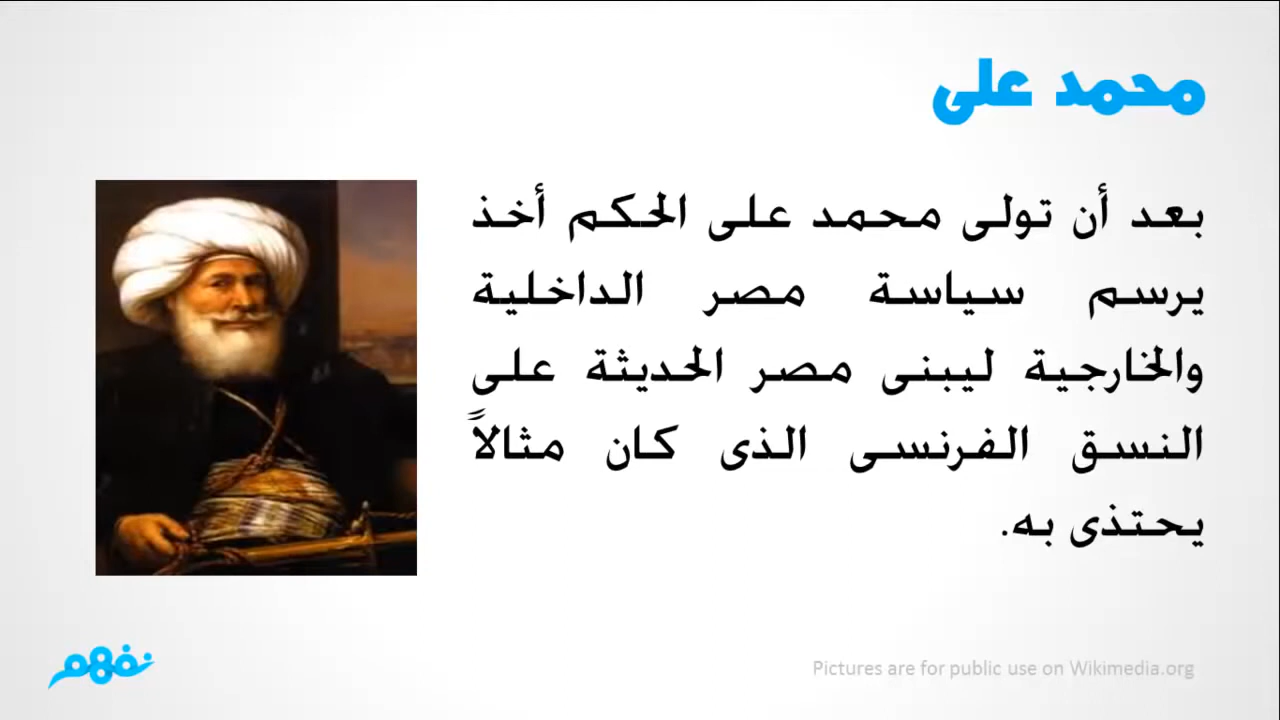 محمد على
بعد أن تولى محمد على الحكم أخذ
يرسم سياسة مصر الداخلية
والخارجية ليبنى مصر الحديثة على
النسق الفرنسى الذى كان مثالاً
يحتذى به.
نفهم
Pictures are for public use on Wikimedia.org